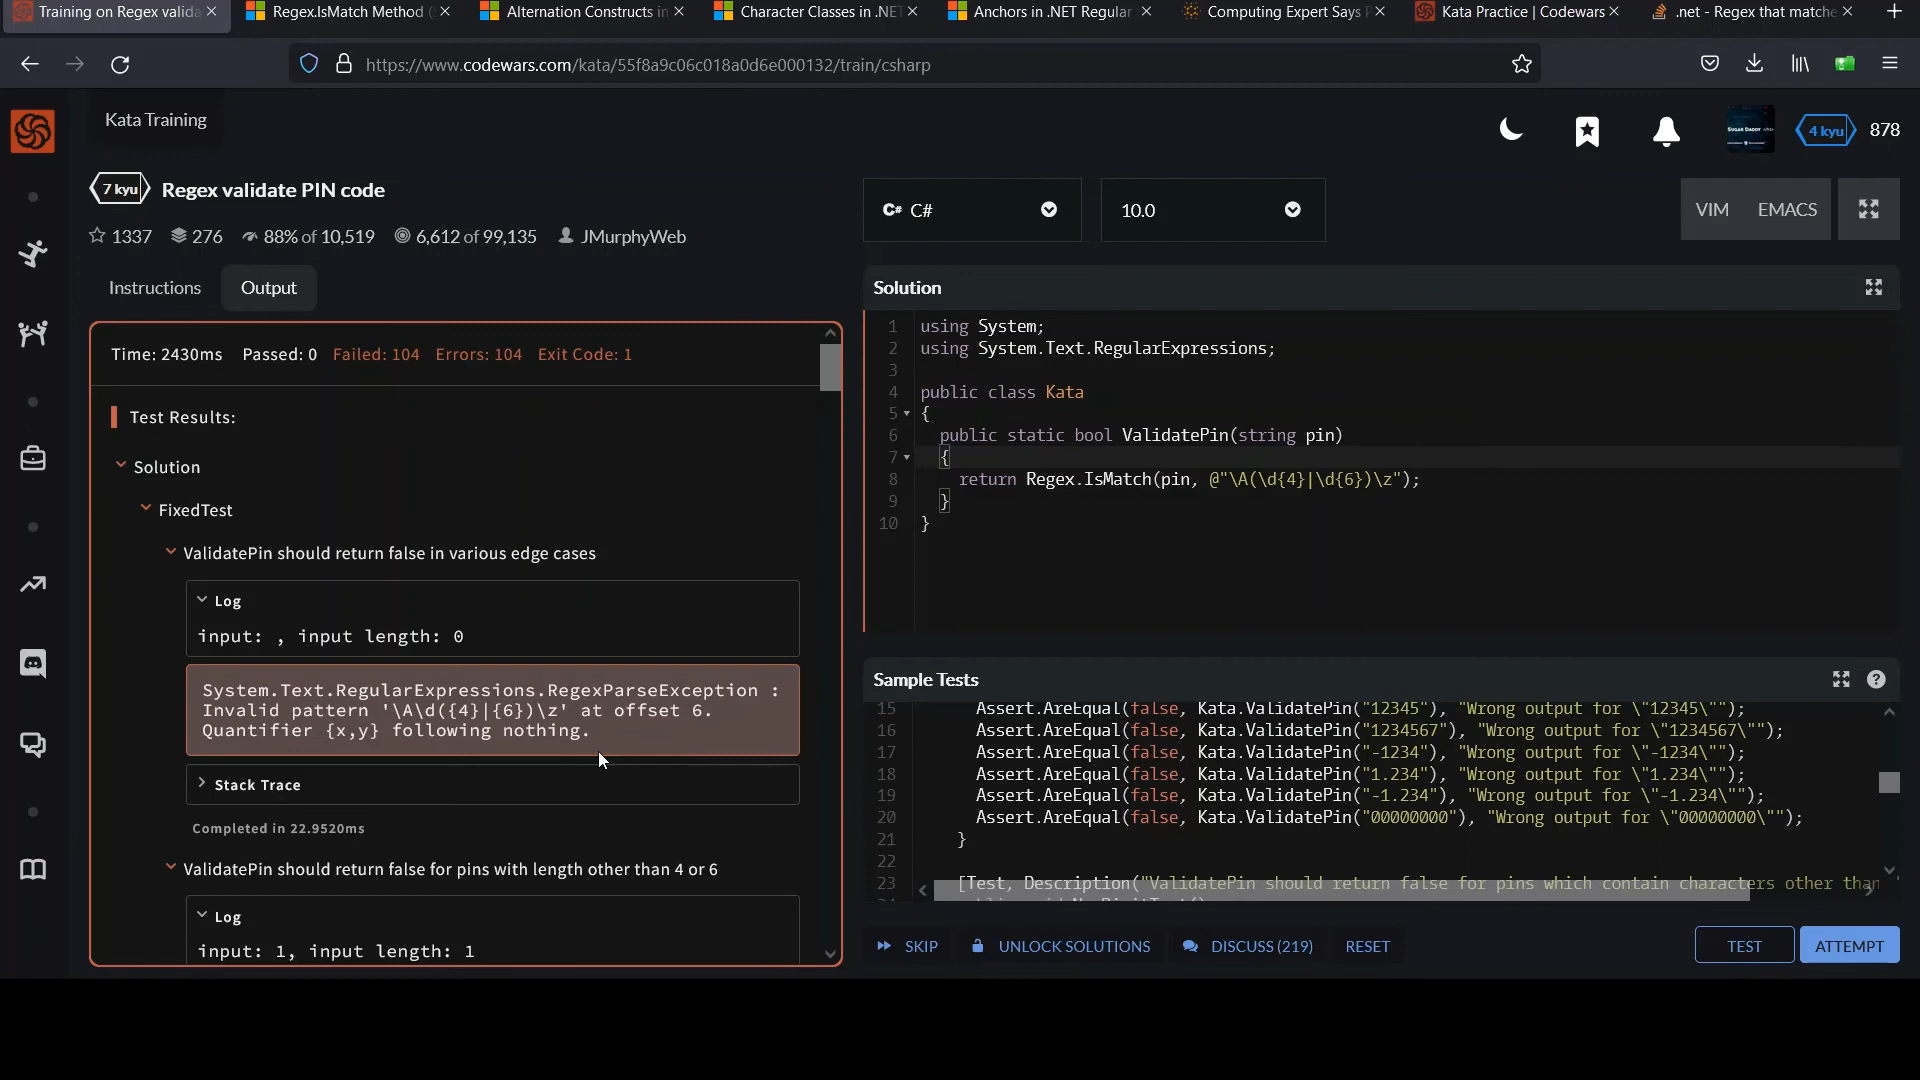 Training on Regex valida
Regex.IsMatch Method (
Alternation Constructs in
Character Classes in .NET
Anchors in .NET Regular
Computing Expert Says P
Kata Practice | Codewars
.net - Regex that matche
https://www.codewars.com/kata/55f8a9c06c018a0d6e000132/train/csharp
Kata Training
4 kyu 878
7 kyu Regex validate PIN code
1337 276 88% of 10,519 6,612 of 99,135 JMurphyWeb
C# C#
10.0
VIM EMACS
Instructions Output
Time: 2430ms Passed: 0 Failed: 104 Errors: 104 Exit Code: 1
Test Results:
Solution
FixedTest
ValidatePin should return false in various edge cases
Log
input: , input length: 0
System.Text.RegularExpressions.RegexParseException :
Invalid pattern '\A\d({4}|{6})\z' at offset 6.
Quantifier {x,y} following nothing.
Stack Trace
Completed in 22.9520ms
ValidatePin should return false for pins with length other than 4 or 6
Log
input: 1, input length: 1
Solution
1 using System;
2 using System.Text.RegularExpressions;
3
4 public class Kata
5 {
6 public static bool ValidatePin(string pin)
7 {
8 return Regex.IsMatch(pin, @"\A(\d{4}|\d{6})\z");
9 }
10 }
Sample Tests
15 Assert.AreEqual(false, Kata.ValidatePin("12345"), "Wrong output for \"12345\"");
16 Assert.AreEqual(false, Kata.ValidatePin("1234567"), "Wrong output for \"1234567\"");
17 Assert.AreEqual(false, Kata.ValidatePin("-1234"), "Wrong output for \"-1234\"");
18 Assert.AreEqual(false, Kata.ValidatePin("1.234"), "Wrong output for \"1.234\"");
19 Assert.AreEqual(false, Kata.ValidatePin("-1.234"), "Wrong output for \"-1.234\"");
20 Assert.AreEqual(false, Kata.ValidatePin("00000000"), "Wrong output for \"00000000\"");
21 }
22
23 [Test, Description("ValidatePin should return false for pins which contain characters other than
SKIP UNLOCK SOLUTIONS DISCUSS (219) RESET
TEST ATTEMPT